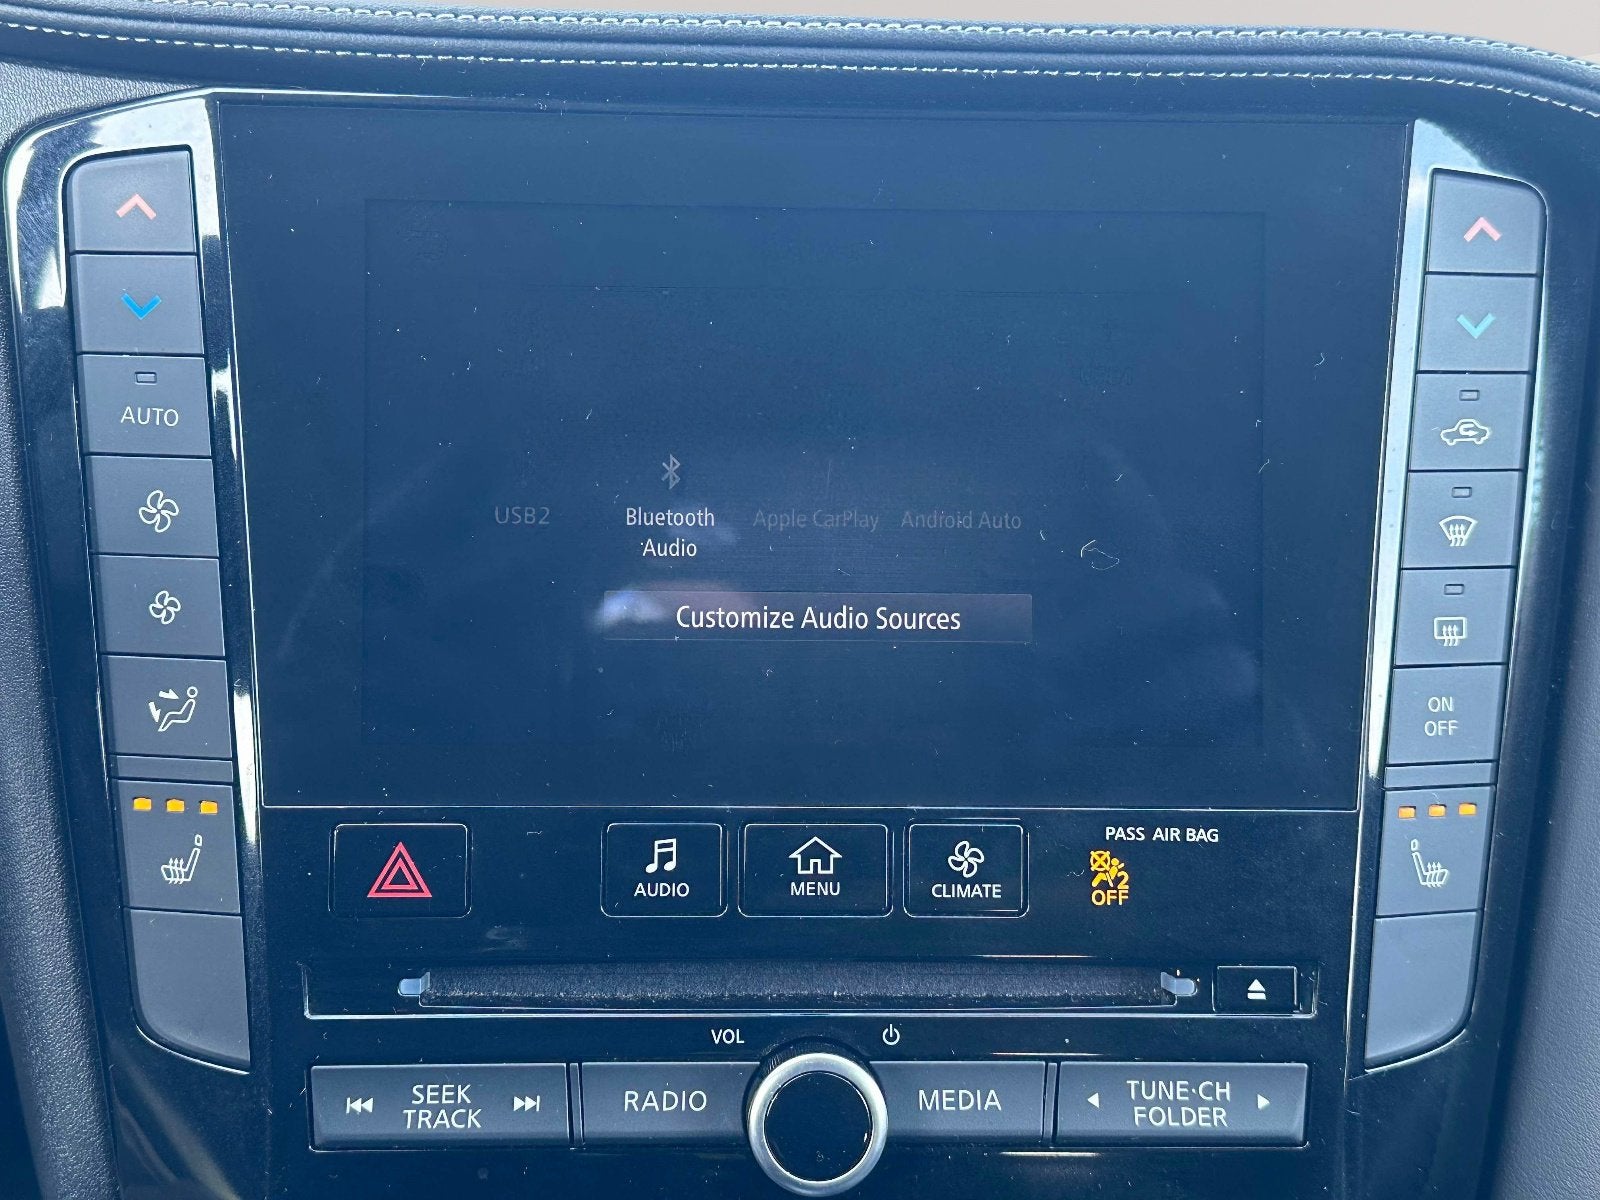 AUTO
USB2
Bluetooth
Audio
Apple CarPlay
Android Auto
Customize Audio Sources
ON
OFF
AUDIO
MENU
CLIMATE
PASS AIR BAG
2
OFF
VOL
SEEK
TRACK
RADIO
MEDIA
TUNE·CH
FOLDER